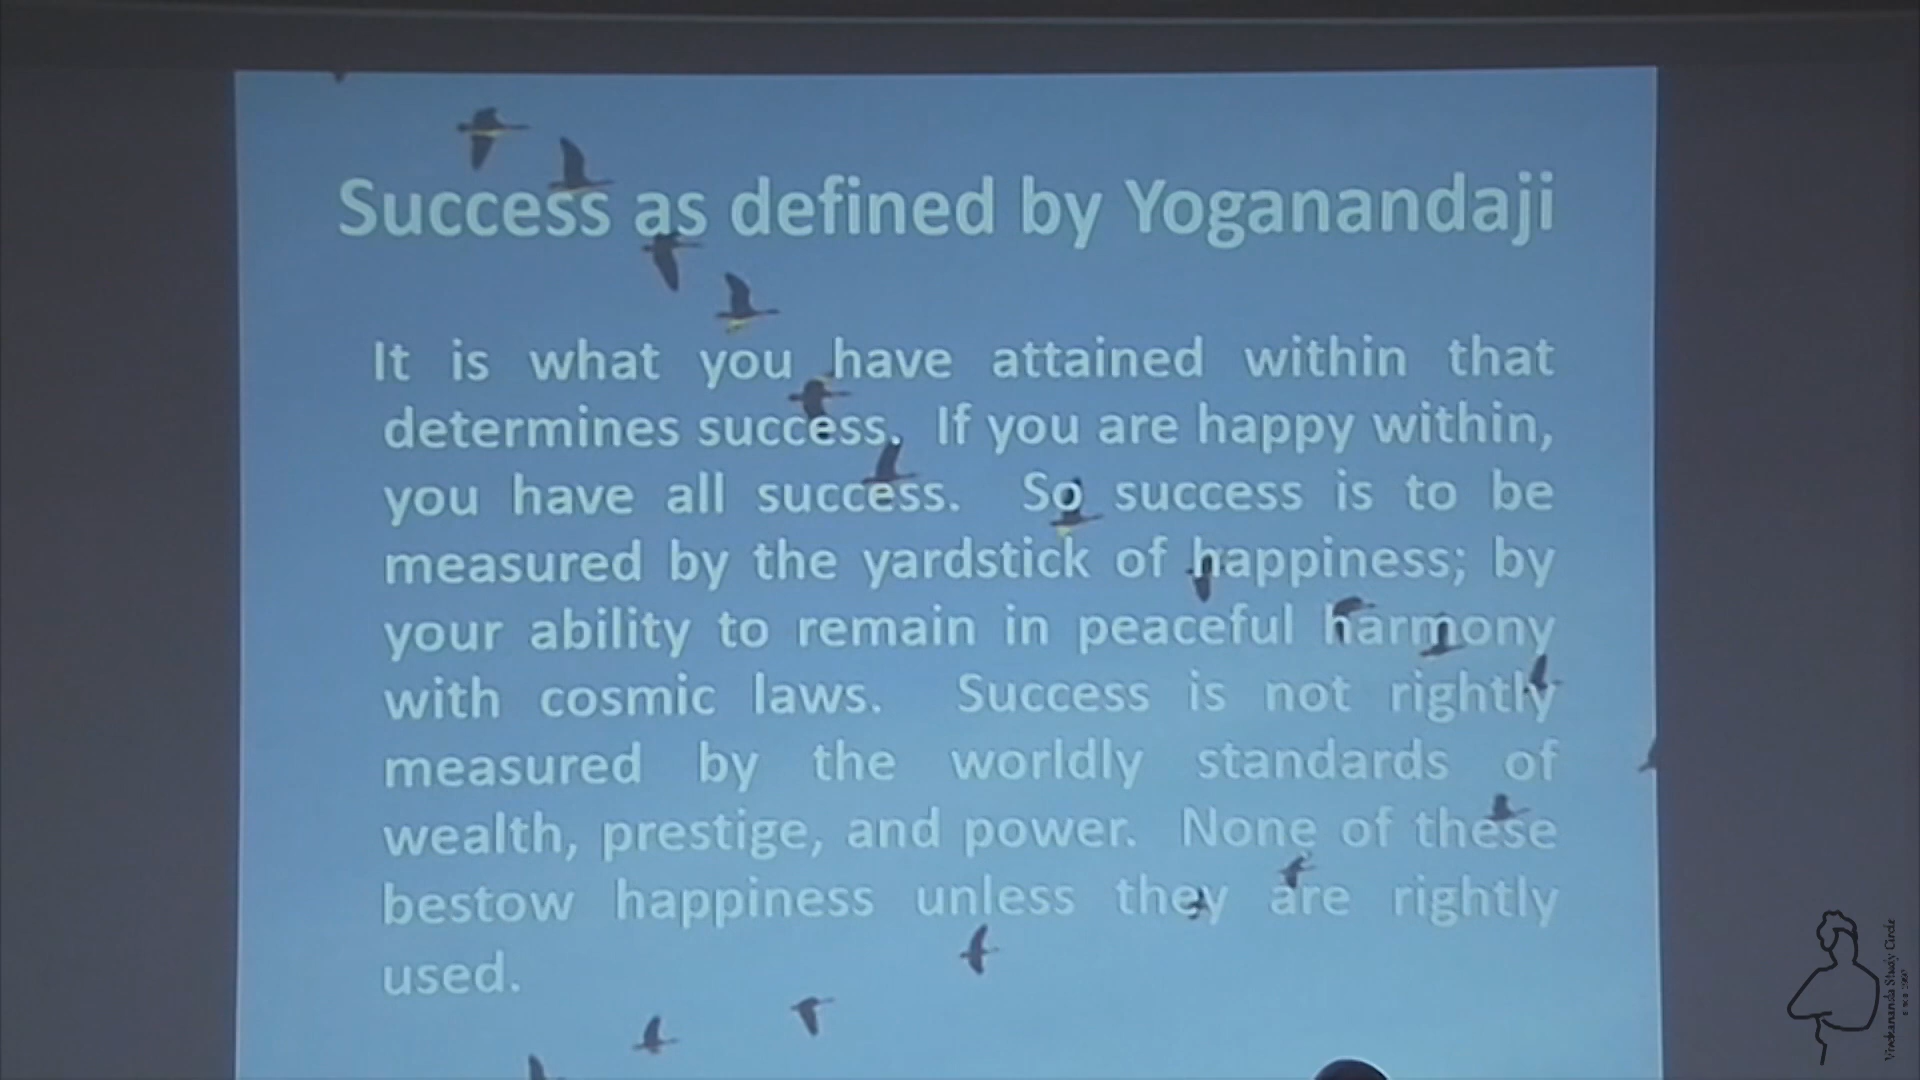 Success as defined by Yoganandaji
It is what you have attained within that
determines success. If you are happy within,
you have all success. So success is to be
measured by the yardstick of happiness; by
your ability to remain in peaceful harmony
with cosmic laws. Success is not rightly
measured by the worldly standards of
wealth, prestige, and power. None of these
bestow happiness unless they are rightly
used.
Vivekananda Study Circle